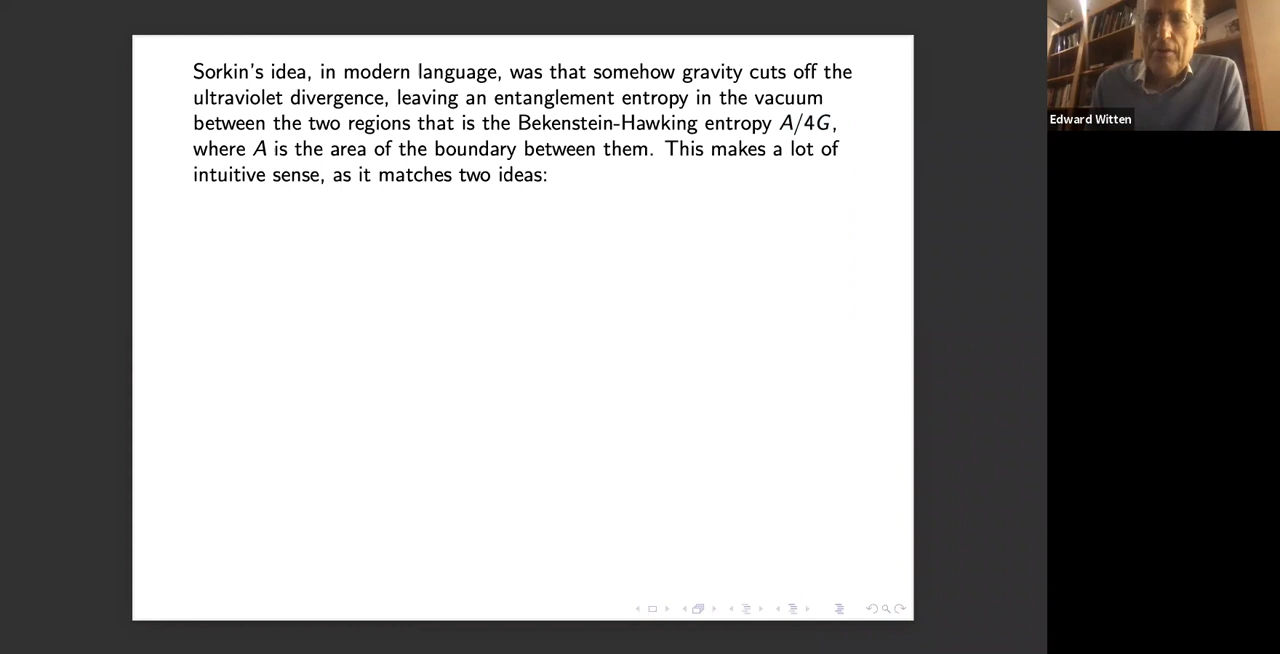 Sorkin's idea, in modern language, was that somehow gravity cuts off the
ultraviolet divergence, leaving an entanglement entropy in the vacuum
between the two regions that is the Bekenstein-Hawking entropy A/4G,
where A is the area of the boundary between them. This makes a lot of
intuitive sense, as it matches two ideas:
Edward Witten